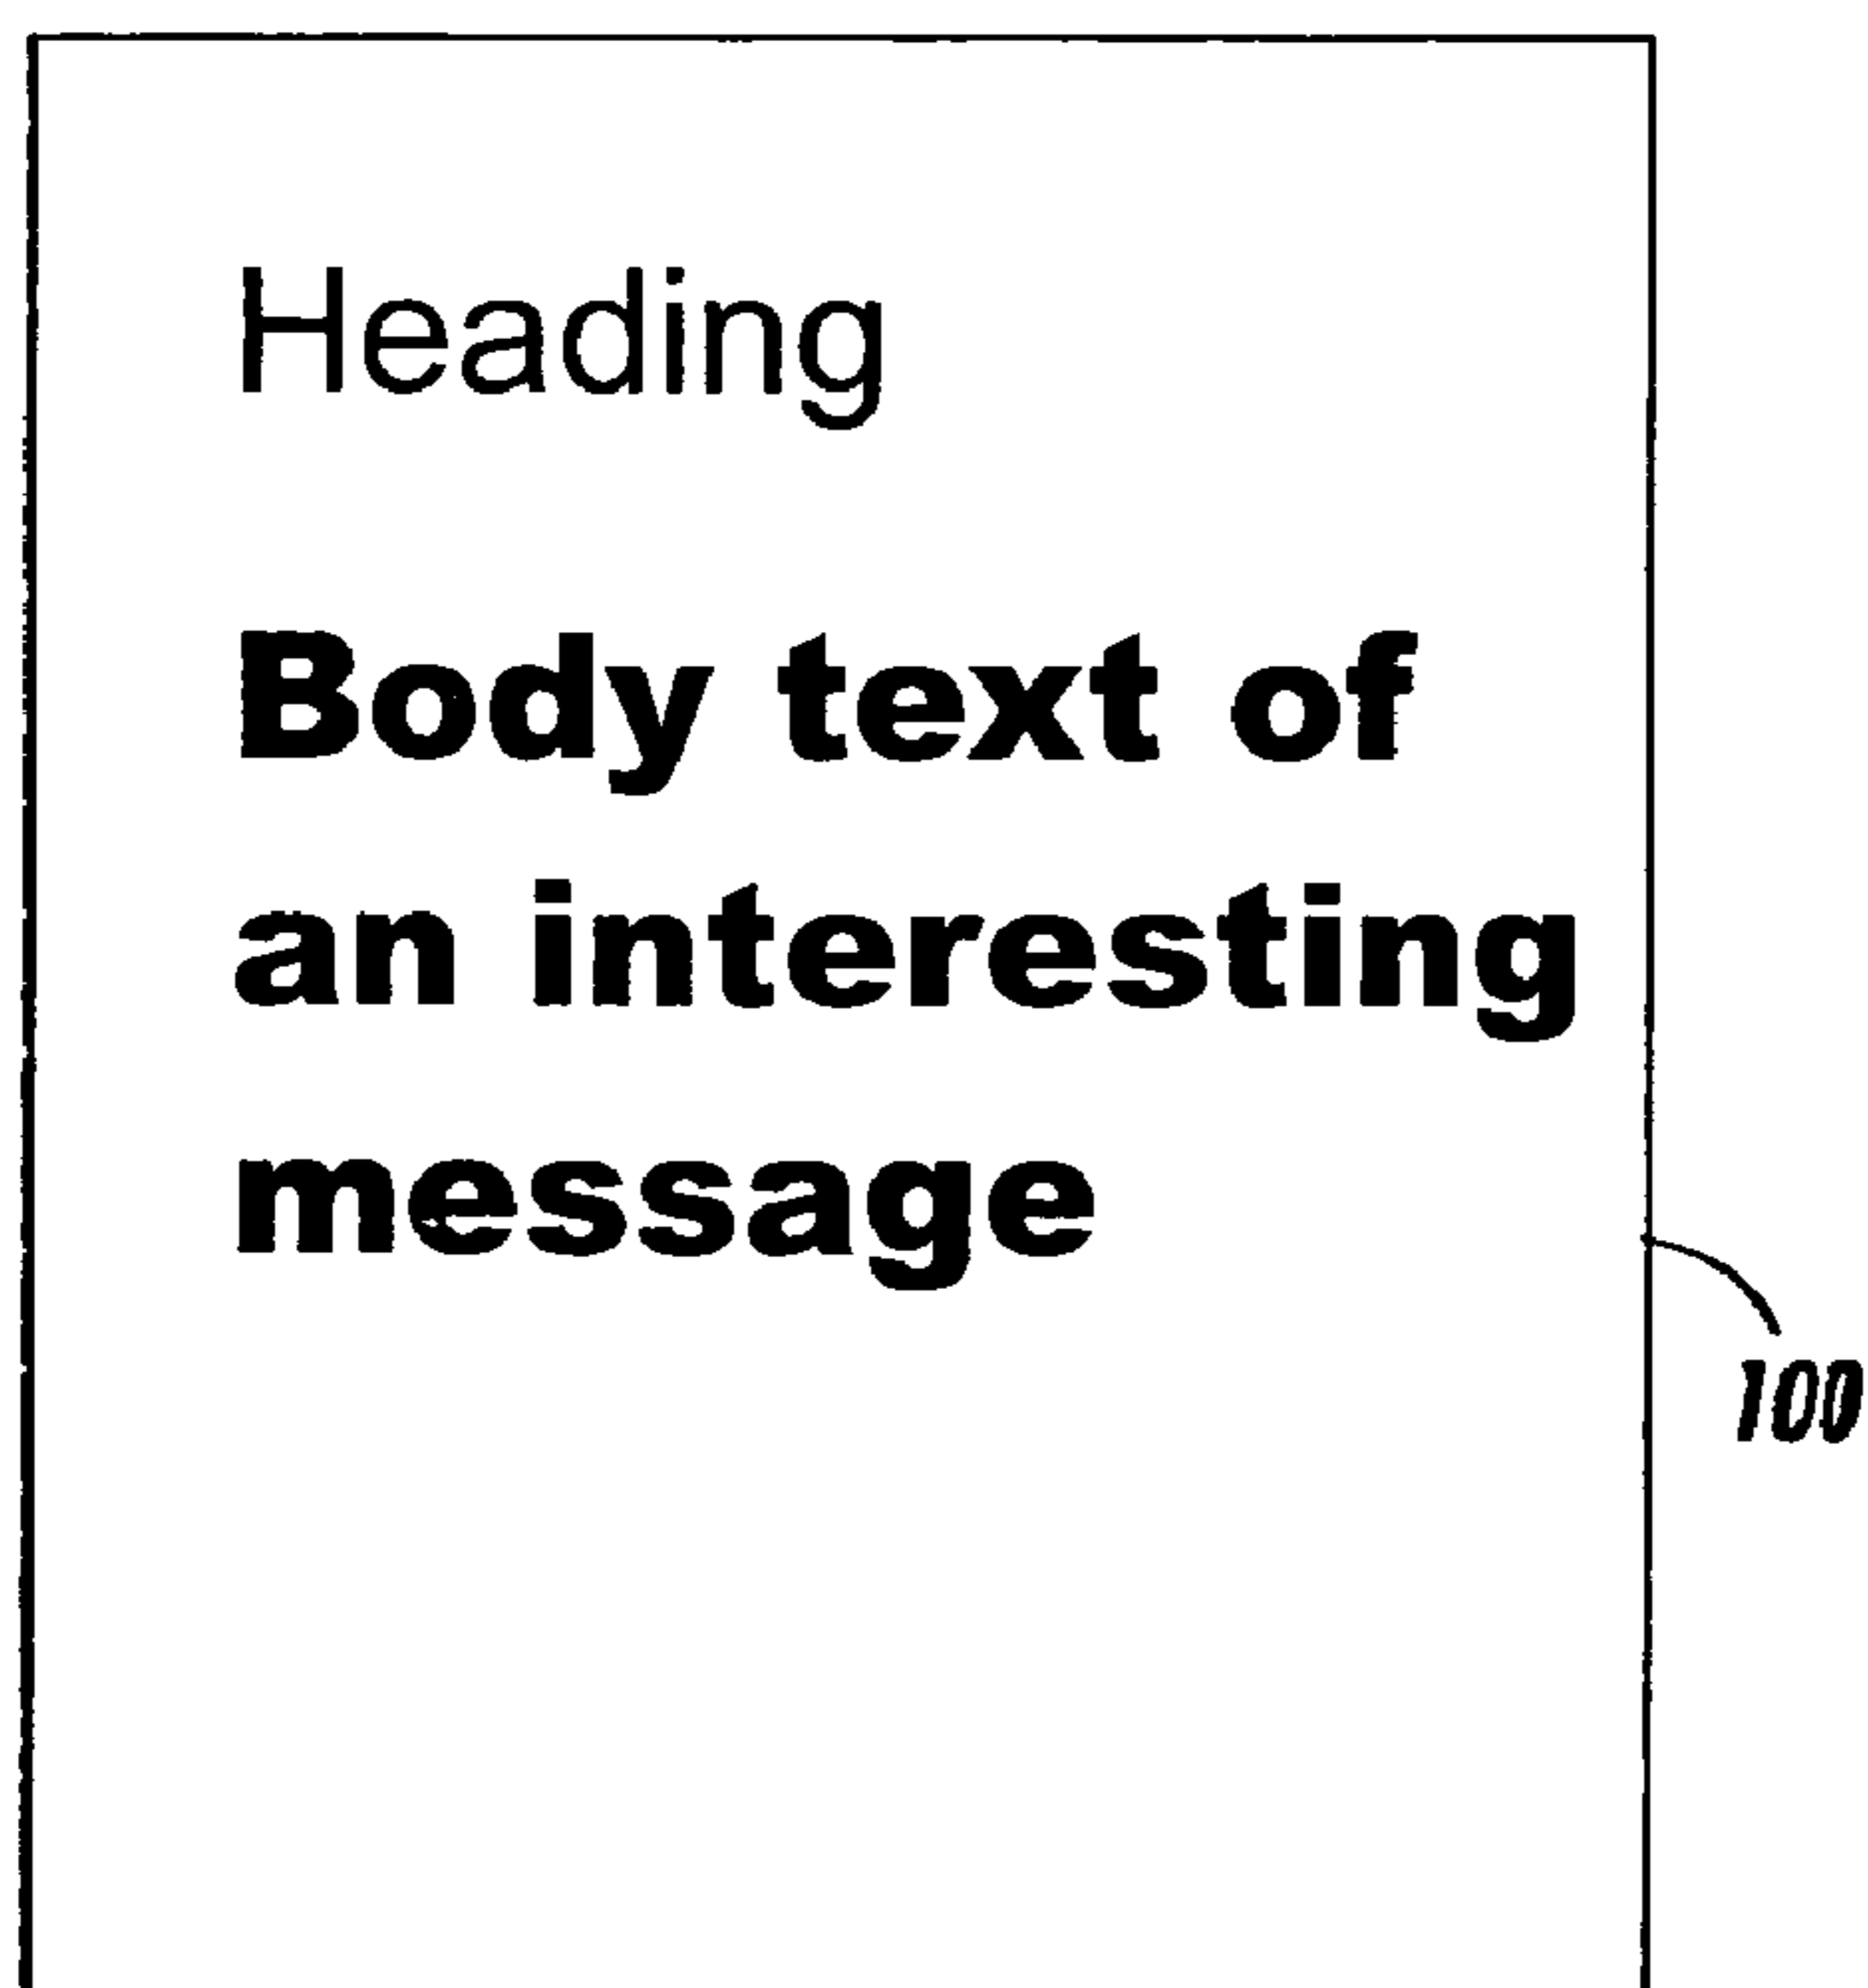 Heading
Body text of
an interesting
message
100